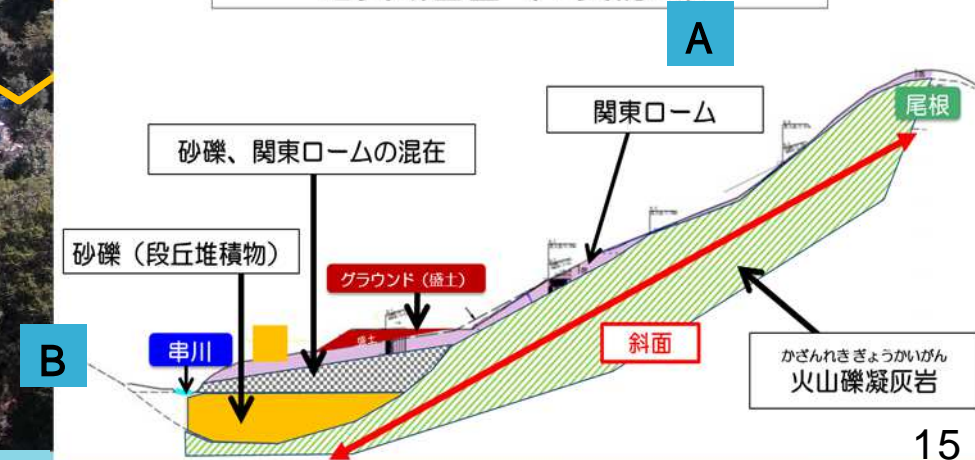 A
尾根
関東ローム
砂礫、関東ロームの混在
砂礫（段丘堆積物）
グラウンド（盛土）
盛土
B
串川
斜面
かざんれきぎょうかいがん
火山礫凝灰岩
15